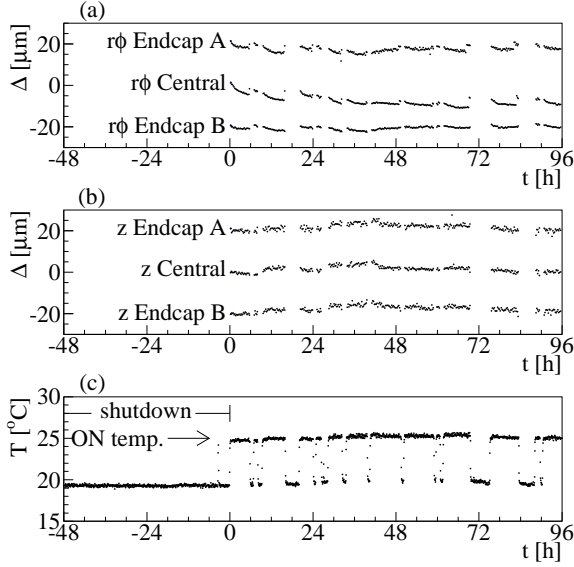 (a)
Δ [μm]
20
0
-20
rϕ Endcap A
rϕ Central
rϕ Endcap B
-48 -24 0 24 48 72 96
t [h]
(b)
Δ [μm]
20
0
-20
z Endcap A
z Central
z Endcap B
-48 -24 0 24 48 72 96
t [h]
(c)
T [°C]
30
25
20
15
shutdown
ON temp.
-48 -24 0 24 48 72 96
t [h]